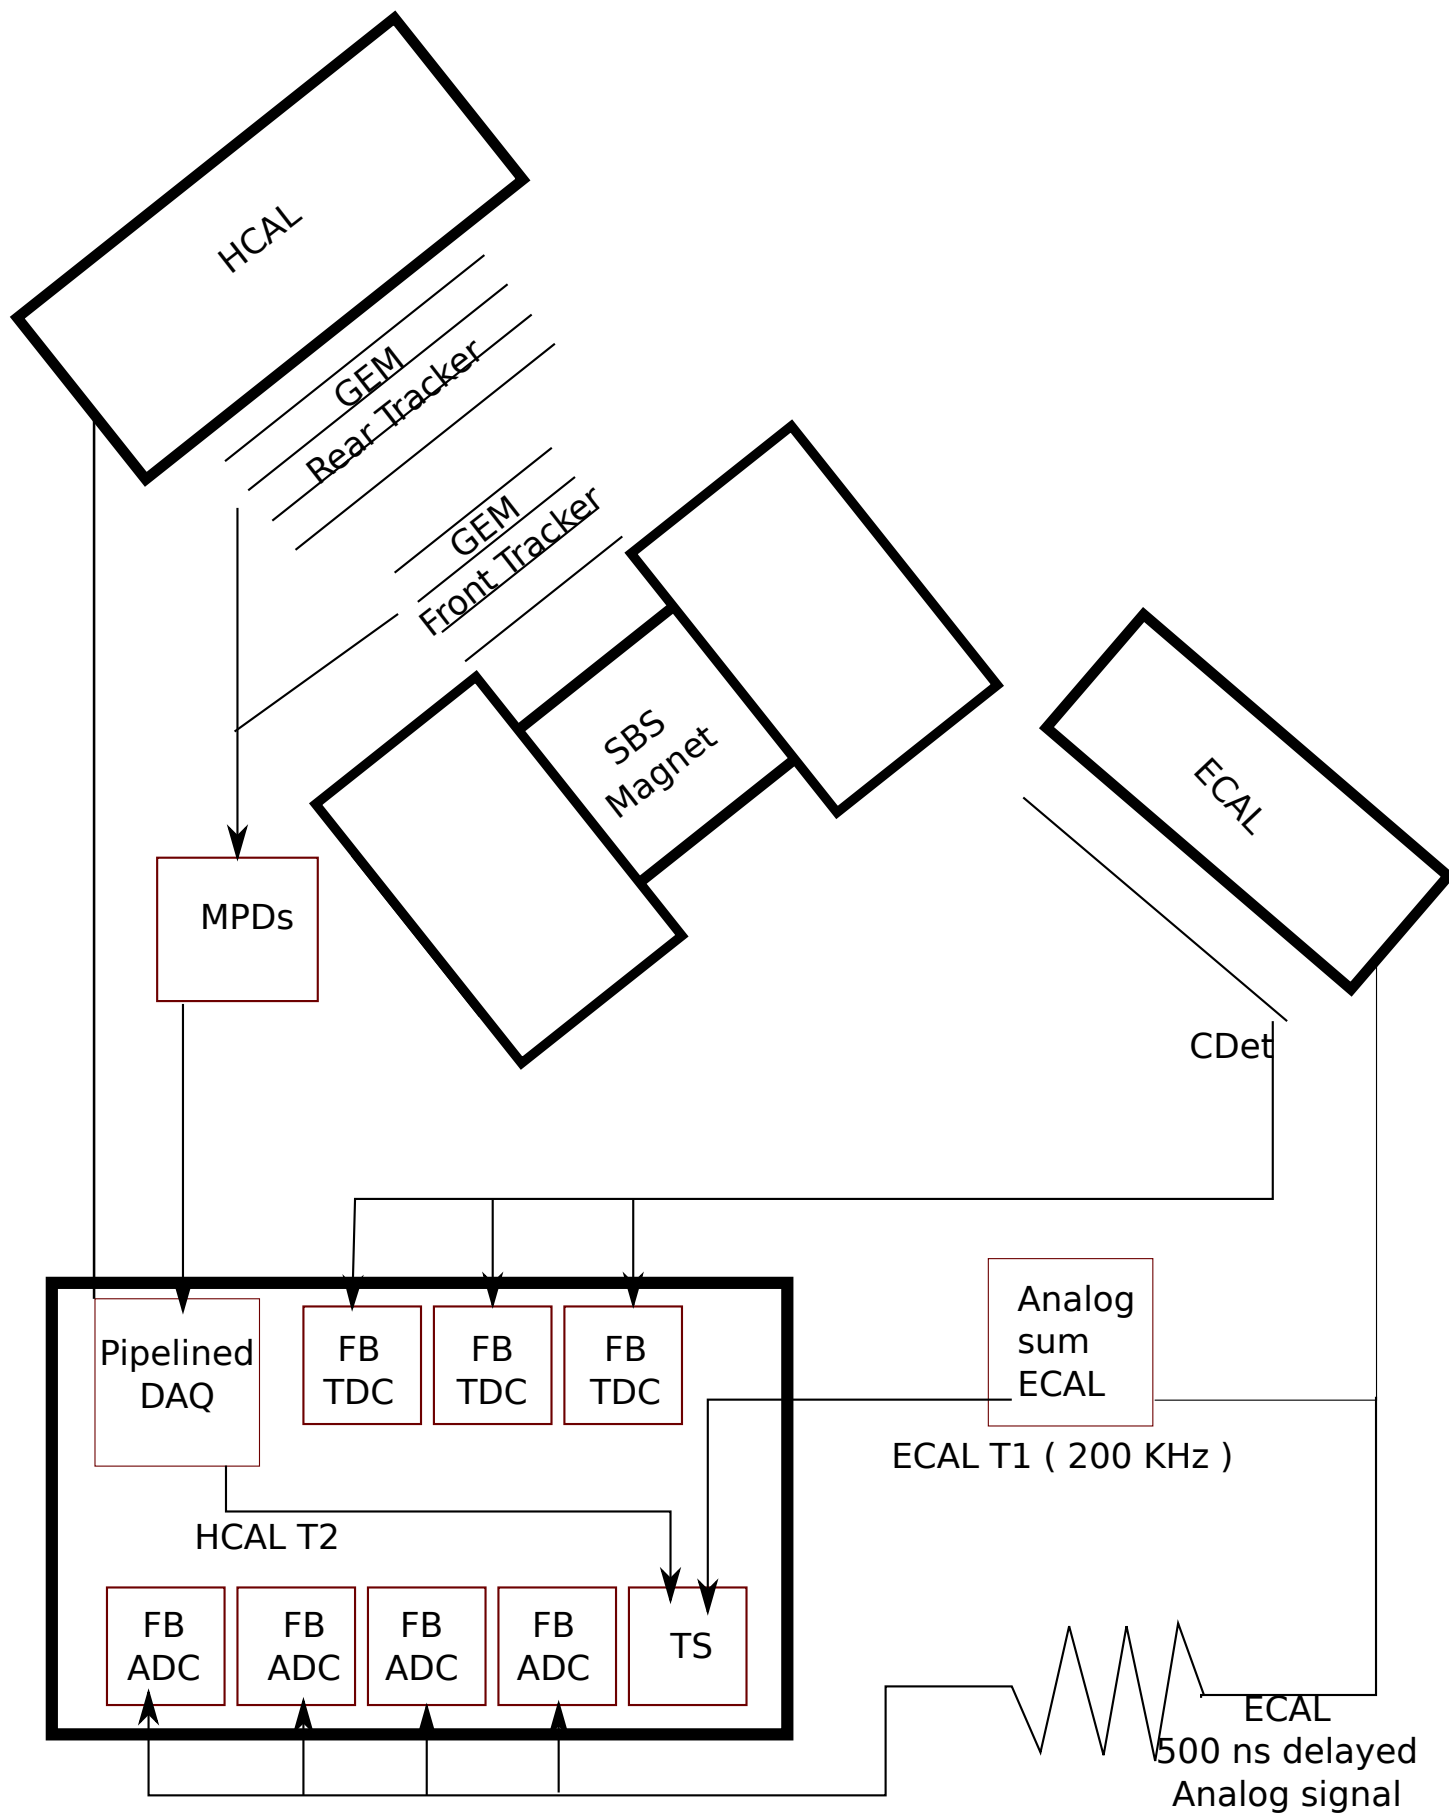 HCAL
GEM
Rear Tracker
GEM
Front Tracker
SBS
Magnet
ECAL
MPDs
CDet
Analog
sum
ECAL
Pipelined
DAQ
FB
TDC
FB
TDC
FB
TDC
ECAL T1 ( 200 KHz )
HCAL T2
FB
ADC
FB
ADC
FB
ADC
FB
ADC
TS
ECAL
500 ns delayed
Analog signal